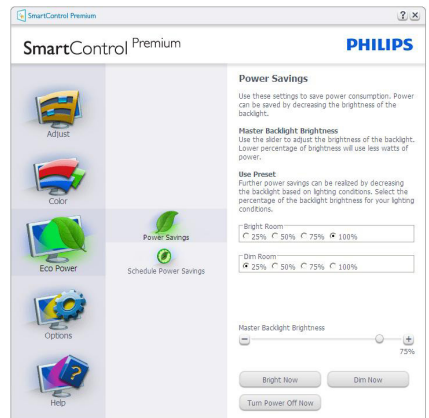 SmartControl Premium
? ×
SmartControl Premium
PHILIPS
Adjust
Color
Eco Power
Options
Help
Power Savings
Schedule Power Savings
Power Savings
Use these settings to save power consumption. Power
can be saved by decreasing the brightness of the
backlight.
Master Backlight Brightness
Use the slider to adjust the brightness of the backlight.
Lower percentage of brightness will use less watts of
power.
Use Preset
Further power savings can be realized by decreasing
the backlight based on lighting conditions. Select the
percentage of the backlight brightness for your lighting
conditions.
Bright Room
25% 50% 75% 100%
Dim Room
25% 50% 75% 100%
Master Backlight Brightness
75%
Bright Now Dim Now
Turn Power Off Now